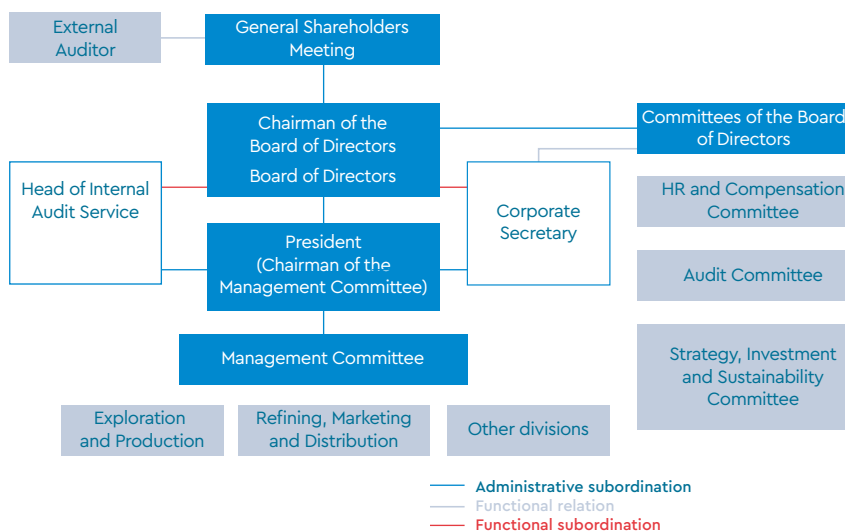 External
Auditor
General Shareholders
Meeting
Chairman of the
Board of Directors
Board of Directors
Committees of the Board
of Directors
Head of Internal
Audit Service
Corporate
Secretary
HR and Compensation
Committee
President
(Chairman of the
Management Committee)
Audit Committee
Management Committee
Strategy, Investment
and Sustainability
Committee
Exploration
and Production
Refining, Marketing
and Distribution
Other divisions
Administrative subordination
Functional relation
Functional subordination